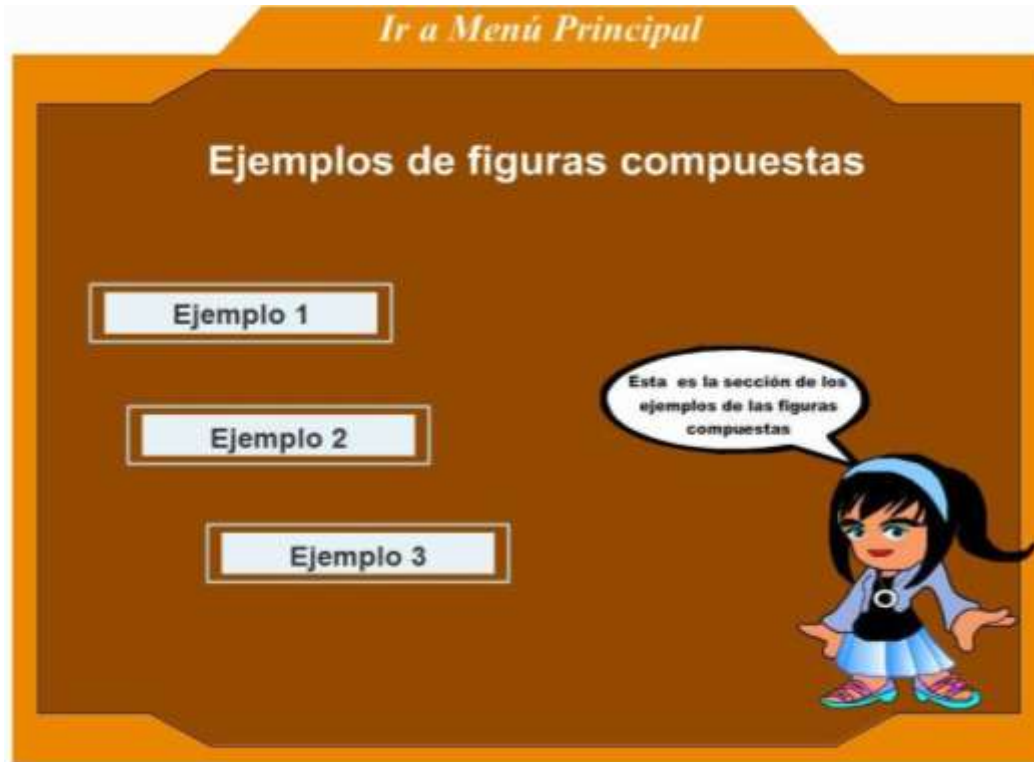 Ir a Menú Principal
Ejemplos de figuras compuestas
Ejemplo 1
Ejemplo 2
Ejemplo 3
Esta es la sección de los
ejemplos de las figuras
compuestas